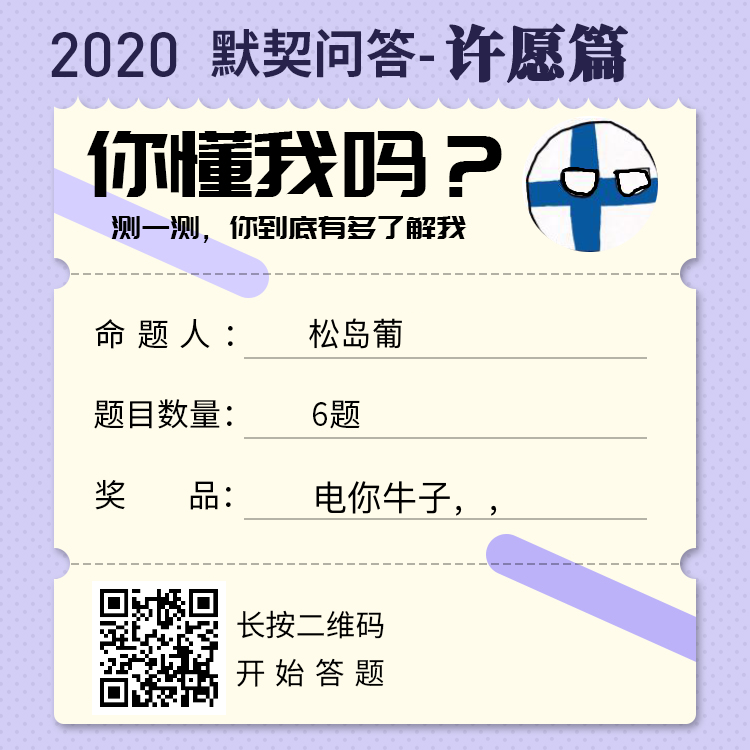 2020 默契问答-许愿篇
你懂我吗？
测一测，你到底有多了解我
命题人： 松岛葡
题目数量： 6题
奖品： 电你牛子，，
长按二维码
开始答题